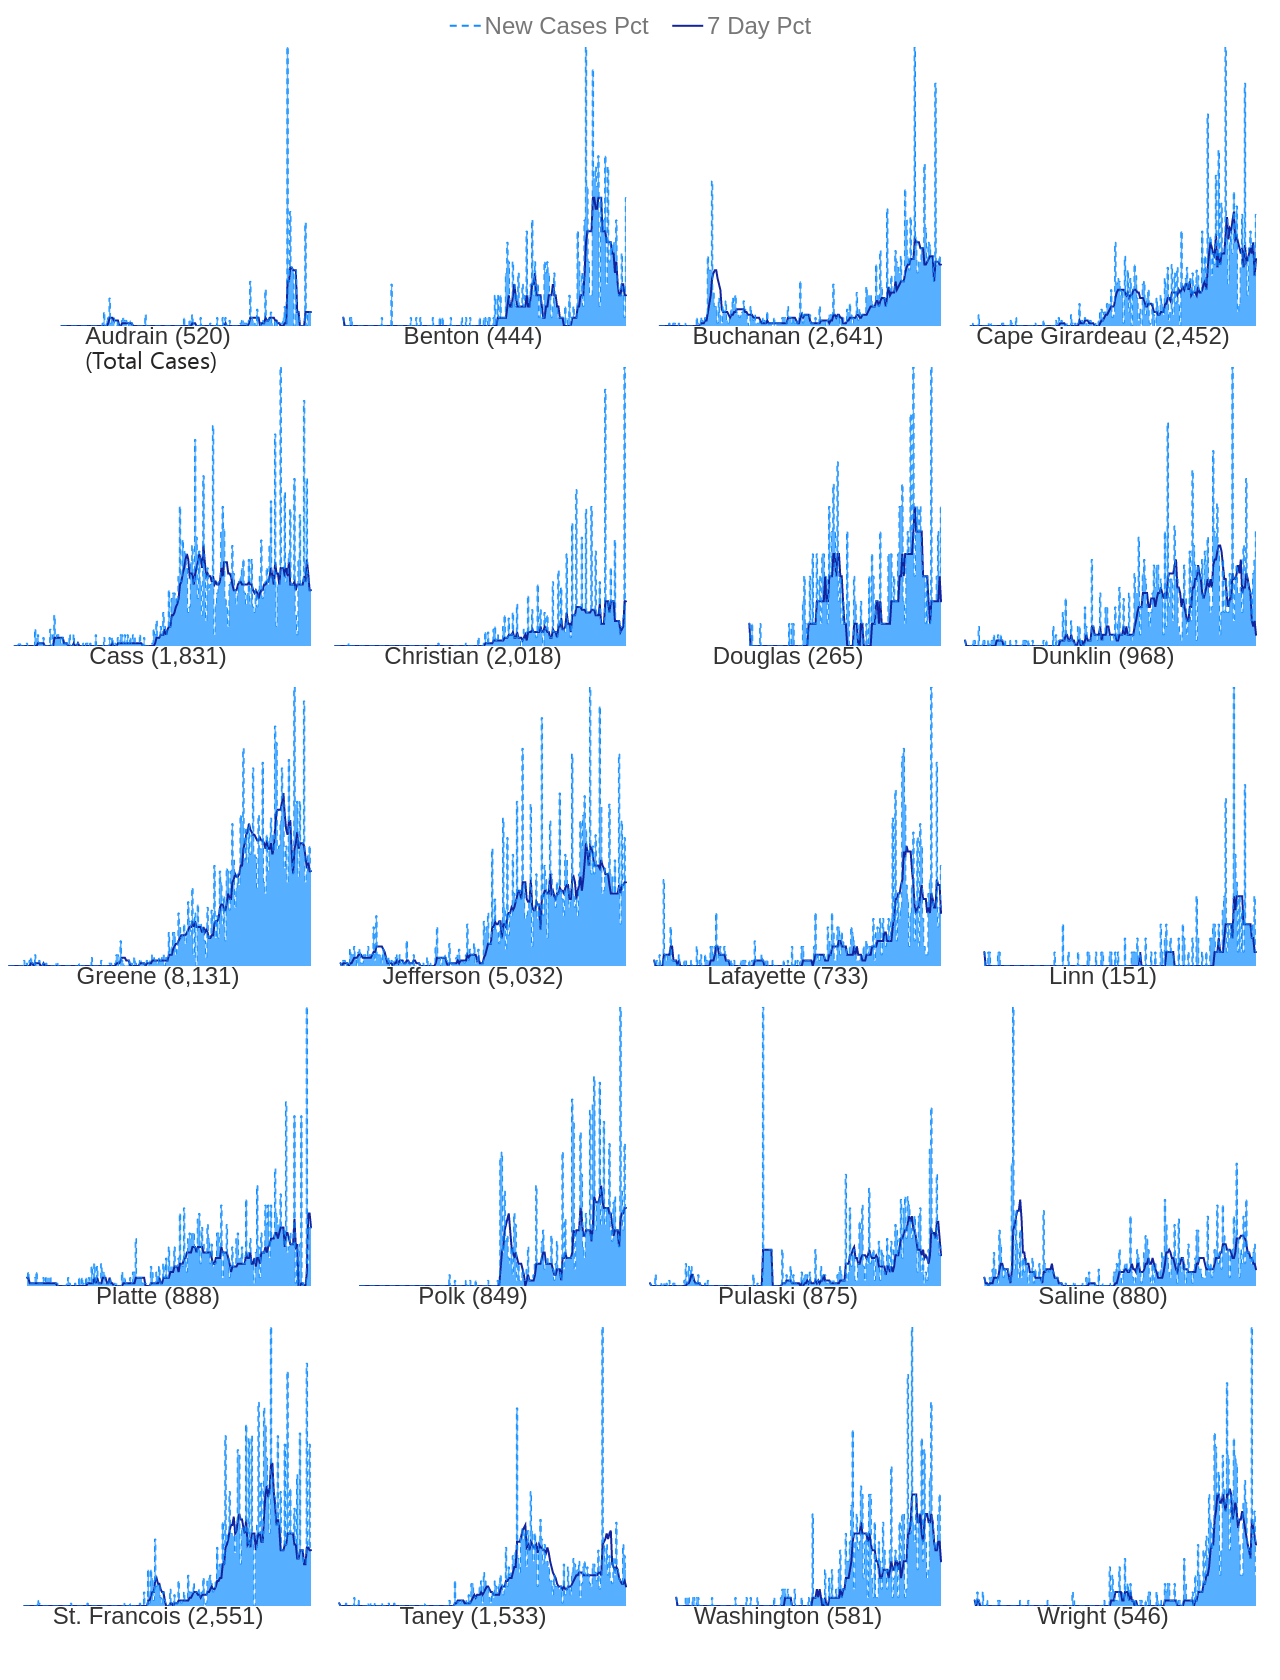 New Cases Pct 7 Day Pct
Audrain (520) Benton (444) Buchanan (2,641) Cape Girardeau (2,452)
(Total Cases)
Cass (1,831) Christian (2,018) Douglas (265) Dunklin (968)
Greene (8,131) Jefferson (5,032) Lafayette (733) Linn (151)
Platte (888) Polk (849) Pulaski (875) Saline (880)
St. Francois (2,551) Taney (1,533) Washington (581) Wright (546)